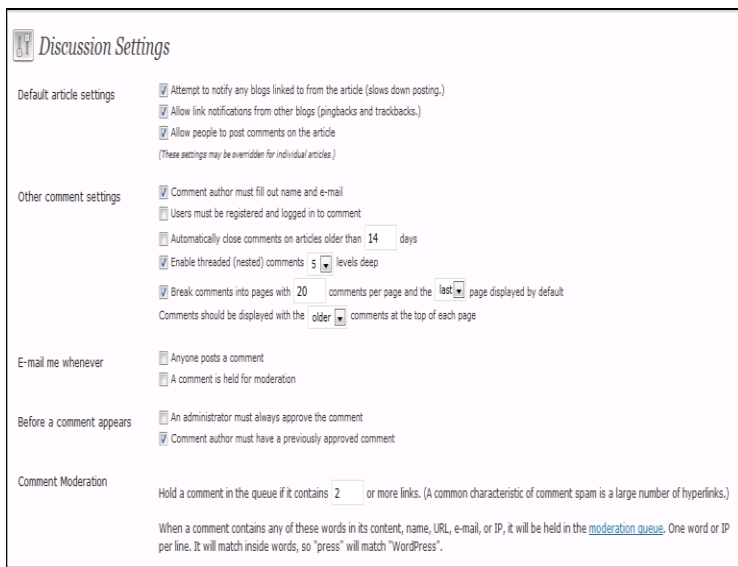 Discussion Settings
Default article settings
Attempt to notify any blogs linked to from the article (slows down posting.)
Allow link notifications from other blogs (pingbacks and trackbacks.)
Allow people to post comments on the article
(These settings may be overridden for individual articles.)
Other comment settings
Comment author must fill out name and e-mail
Users must be registered and logged in to comment
Automatically close comments on articles older than 14 days
Enable threaded (nested) comments 5 levels deep
Break comments into pages with 20 comments per page and the last page displayed by default
Comments should be displayed with the older comments at the top of each page
E-mail me whenever
Anyone posts a comment
A comment is held for moderation
Before a comment appears
An administrator must always approve the comment
Comment author must have a previously approved comment
Comment Moderation
Hold a comment in the queue if it contains 2 or more links. (A common characteristic of comment spam is a large number of hyperlinks.)
When a comment contains any of these words in its content, name, URL, e-mail, or IP, it will be held in the moderation queue. One word or IP
per line. It will match inside words, so "press" will match "WordPress".